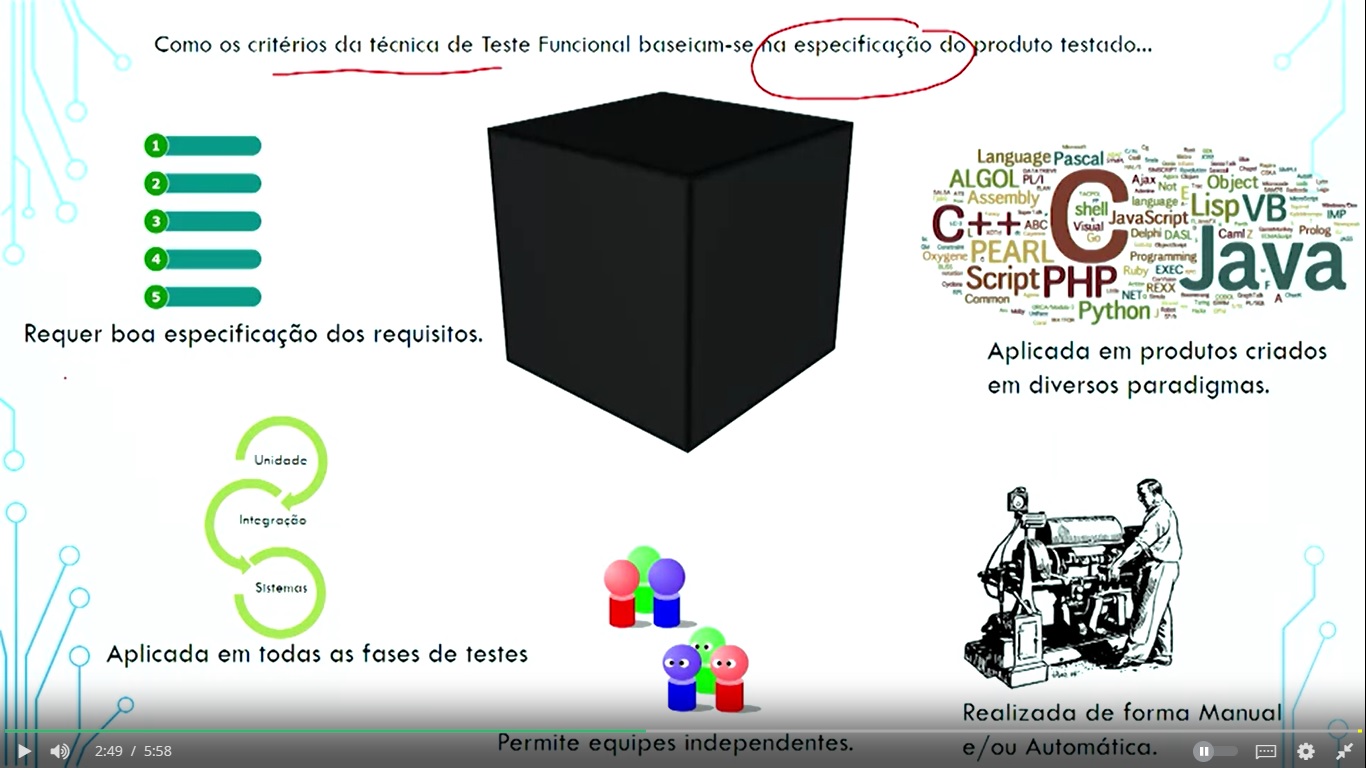 Como os critérios da técnica de Teste Funcional baseiam-se na especificação do produto testado...
1
2
3
4
5
Requer boa especificação dos requisitos.
Language Pascal
ALGOL PL/I
Assembly
C++ ABC
C
shell
Visual
Go
Ajax
Not
language
JavaScript
Delphi DASL
Object
Lisp VB
IMP
Caml Z
Prolog
Oxygene
PEARL
Script PHP
Common
Programming
Ruby EXEC
NET
REXX
Python
Java
Aplicada em produtos criados
em diversos paradigmas.
Unidade
Integração
Sistemas
Aplicada em todas as fases de testes
Permite equipes independentes.
Realizada de forma Manual
e/ou Automática.
2:49 / 5:58